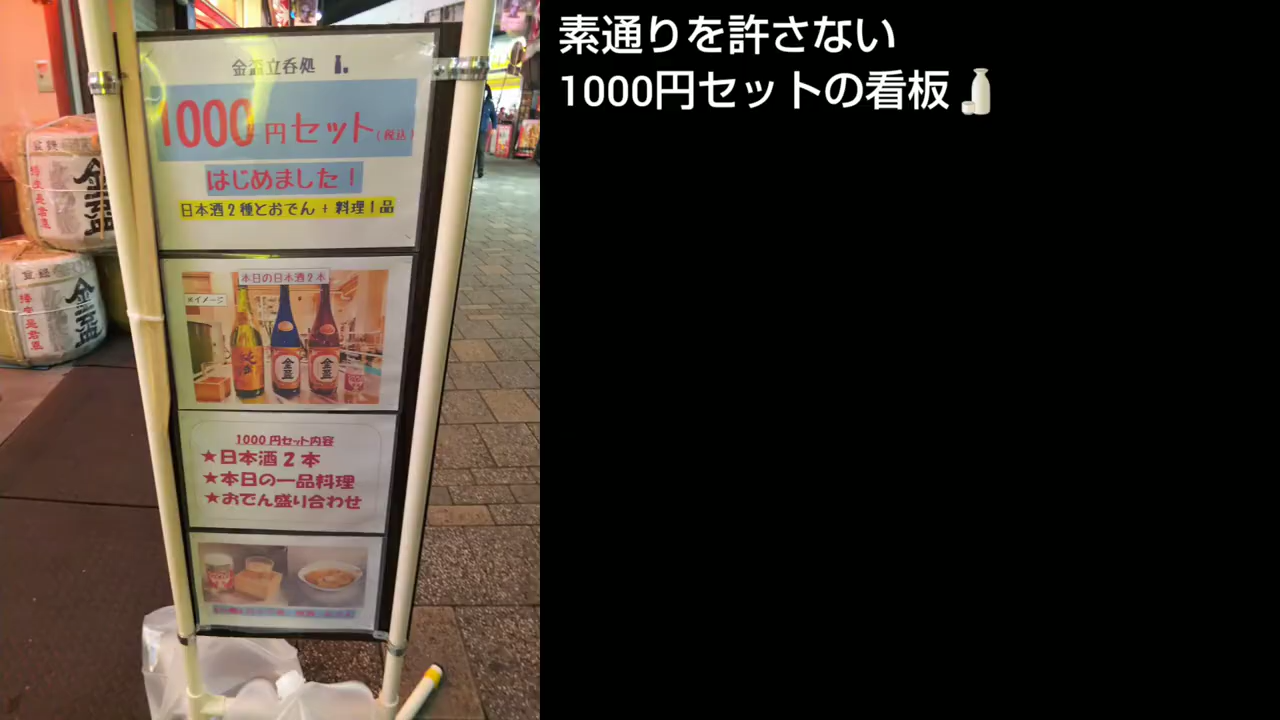 素通りを許さない
1000円セットの看板🍶
金盃立呑処
1000円セット(税込)
はじめました！
日本酒2種とおでん + 料理1品
本日の日本酒2本
※イメージ
金盃
金盃
1000円セット内容
★日本酒2本
★本日の一品料理
★おでん盛り合わせ
金盃
金盃